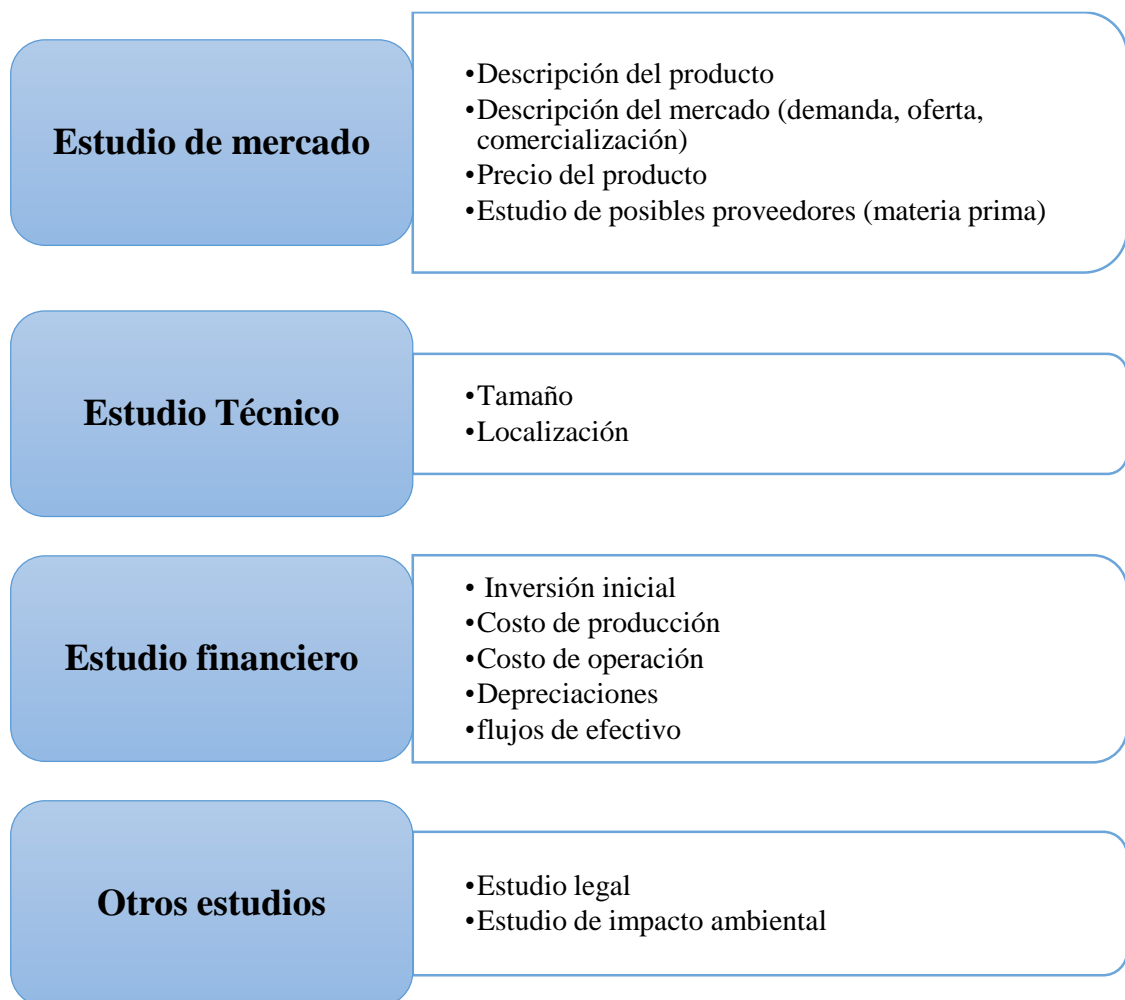 Estudio de mercado
•Descripción del producto
•Descripción del mercado (demanda, oferta,
comercialización)
•Precio del producto
•Estudio de posibles proveedores (materia prima)
Estudio Técnico
•Tamaño
•Localización
Estudio financiero
• Inversión inicial
•Costo de producción
•Costo de operación
•Depreciaciones
•flujos de efectivo
Otros estudios
•Estudio legal
•Estudio de impacto ambiental